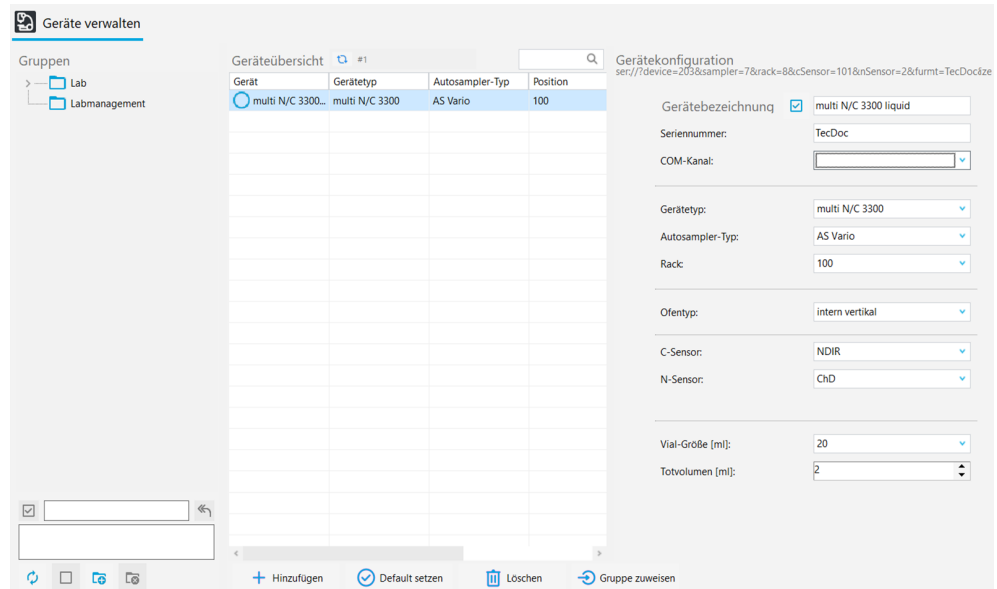 Geräte verwalten
Gruppen
Lab
Labmanagement
Geräteübersicht #1
Gerät Gerätetyp Autosampler-Typ Position
multi N/C 3300... multi N/C 3300 AS Vario 100
Hinzufügen Default setzen Löschen Gruppe zuweisen
Gerätekonfiguration
ser://?device=203&sampler=7&rack=8&cSensor=101&nSensor=2&furmt=TecDoc
Gerätebezeichnung multi N/C 3300 liquid
Seriennummer: TecDoc
COM-Kanal:
Gerätetyp: multi N/C 3300
Autosampler-Typ: AS Vario
Rack: 100
Ofentyp: intern vertikal
C-Sensor: NDIR
N-Sensor: ChD
Vial-Größe [ml]: 20
Totvolumen [ml]: 2